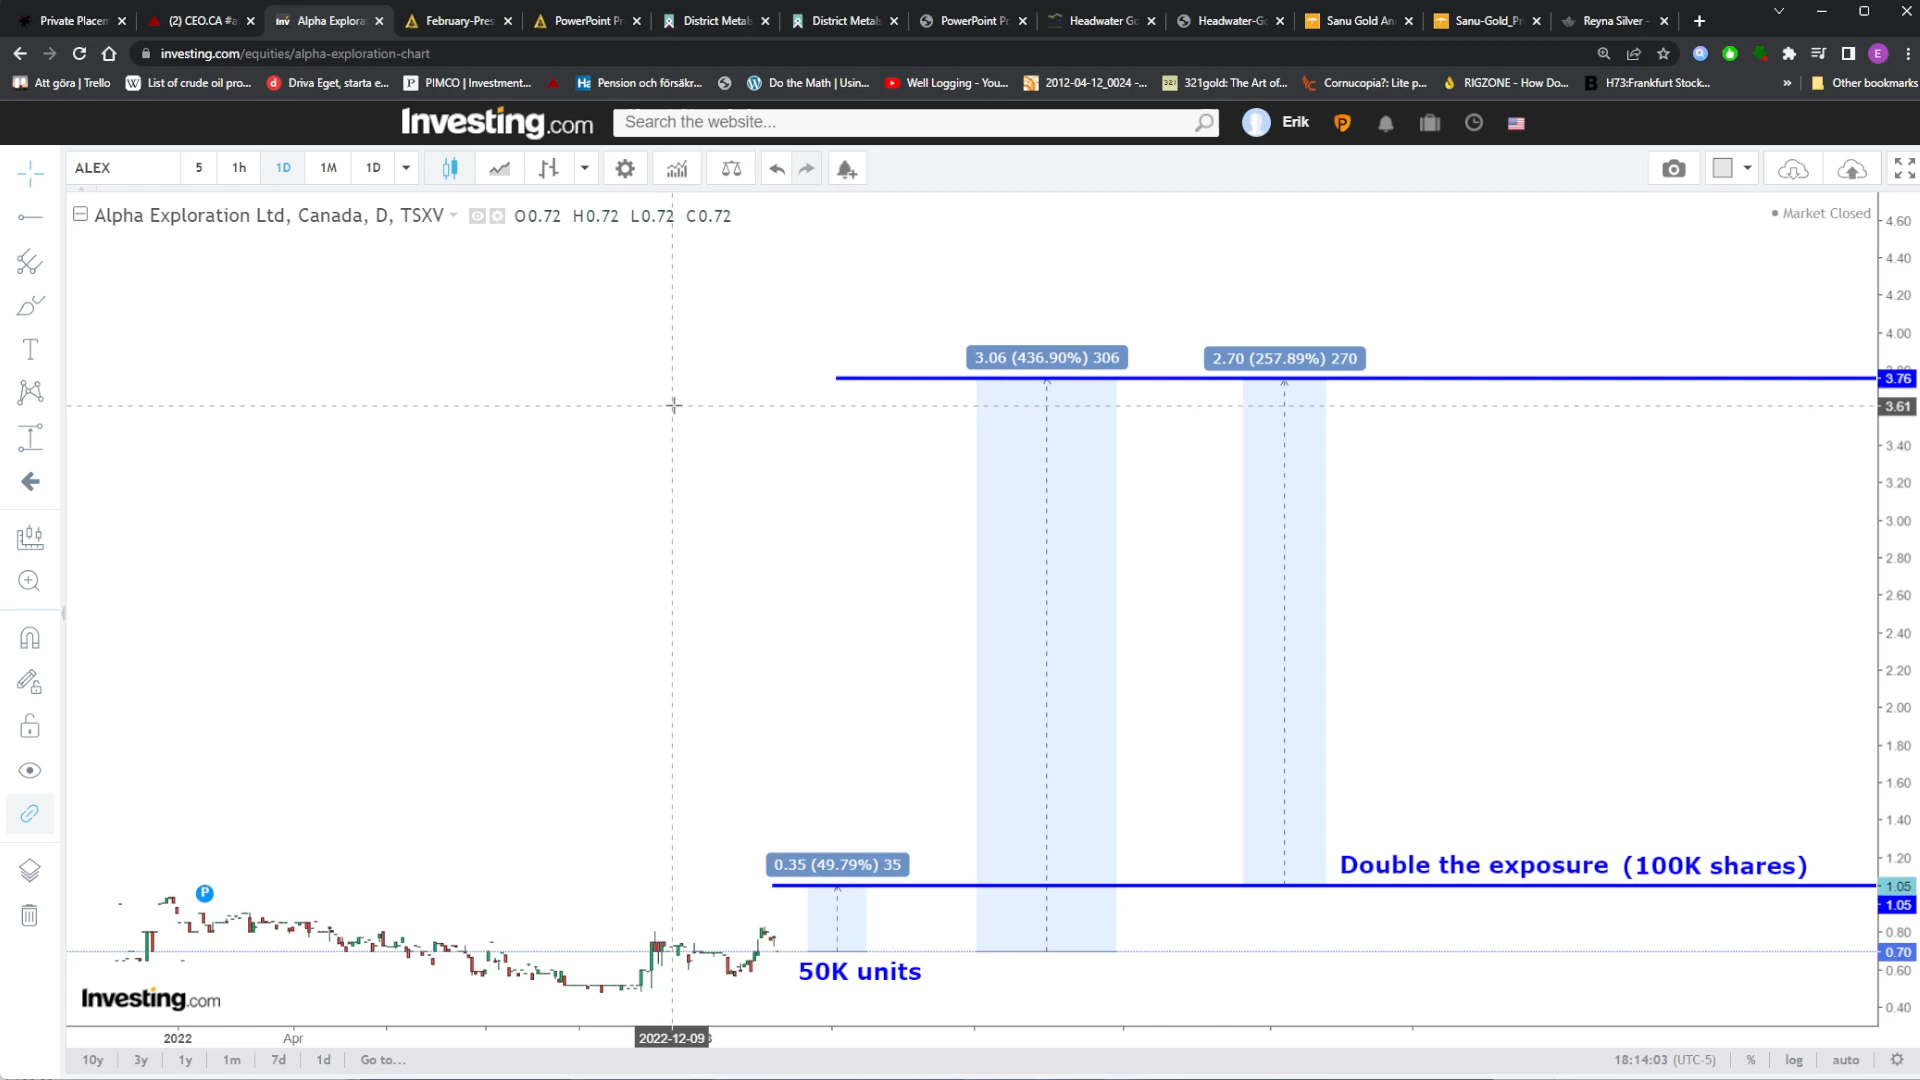 Private Placem
(2) CEO.CA #a
Alpha Explora
February-Pres
PowerPoint Pr
District Metals
District Metals
PowerPoint Pr
Headwater Go
Headwater-Go
Sanu Gold Ann
Sanu-Gold_Pr
Reyna Silver -
investing.com/equities/alpha-exploration-chart
E
Att göra | Trello
List of crude oil pro...
Driva Eget, starta e...
PIMCO | Investment...
Pension och försäkr...
Do the Math | Usin...
Well Logging - You...
2012-04-12_0024 -...
321gold: The Art of...
Cornucopia?: Lite p...
RIGZONE - How Do...
H73:Frankfurt Stock...
»
Other bookmarks
Investing.com
Search the website...
Erik
ALEX
5
1h
1D
1M
1D
Alpha Exploration Ltd, Canada, D, TSXV
O0.72 H0.72 L0.72 C0.72
Market Closed
4.60
4.40
4.20
4.00
3.76
3.61
3.40
3.20
3.00
2.80
2.60
2.40
2.20
2.00
1.80
1.60
1.40
1.20
1.05
1.05
0.80
0.70
0.60
0.40
3.06 (436.90%) 306
2.70 (257.89%) 270
0.35 (49.79%) 35
Double the exposure (100K shares)
P
50K units
Investing.com
2022
Apr
2022-12-09
10y
3y
1y
1m
7d
1d
Go to...
18:14:03 (UTC-5)
%
log
auto